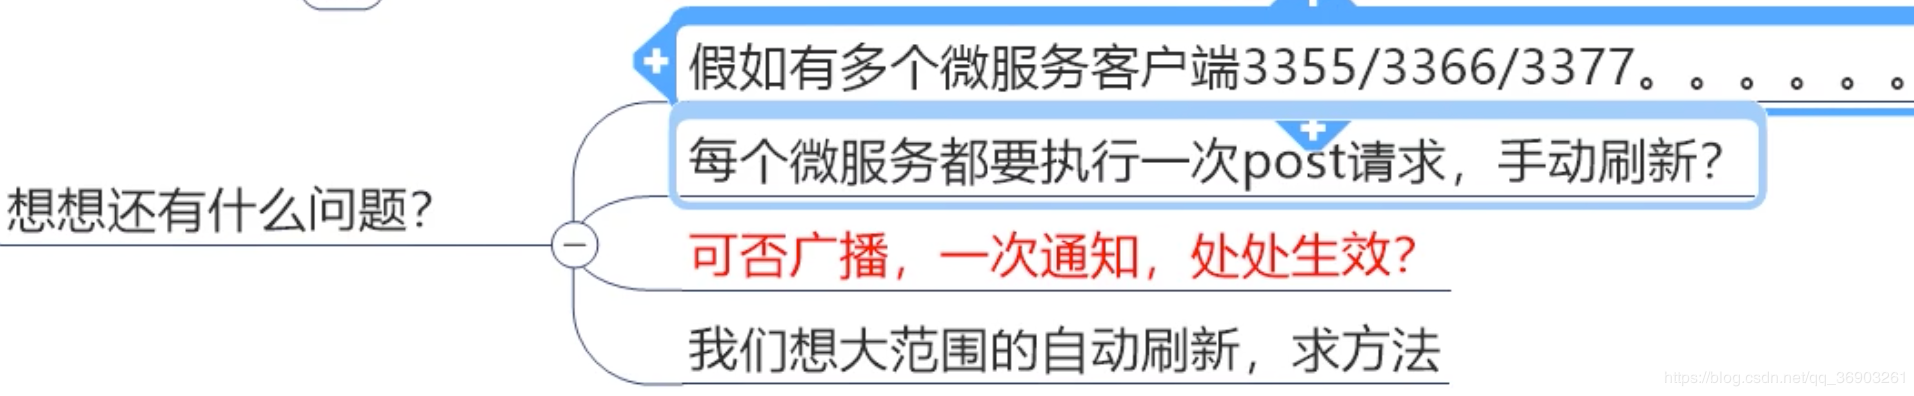 假如有多个微服务客户端3355/3366/3377。。。。。。
每个微服务都要执行一次post请求，手动刷新？
想想还有什么问题？
可否广播，一次通知，处处生效？
我们想大范围的自动刷新，求方法
https://blog.csdn.net/qq_36903261